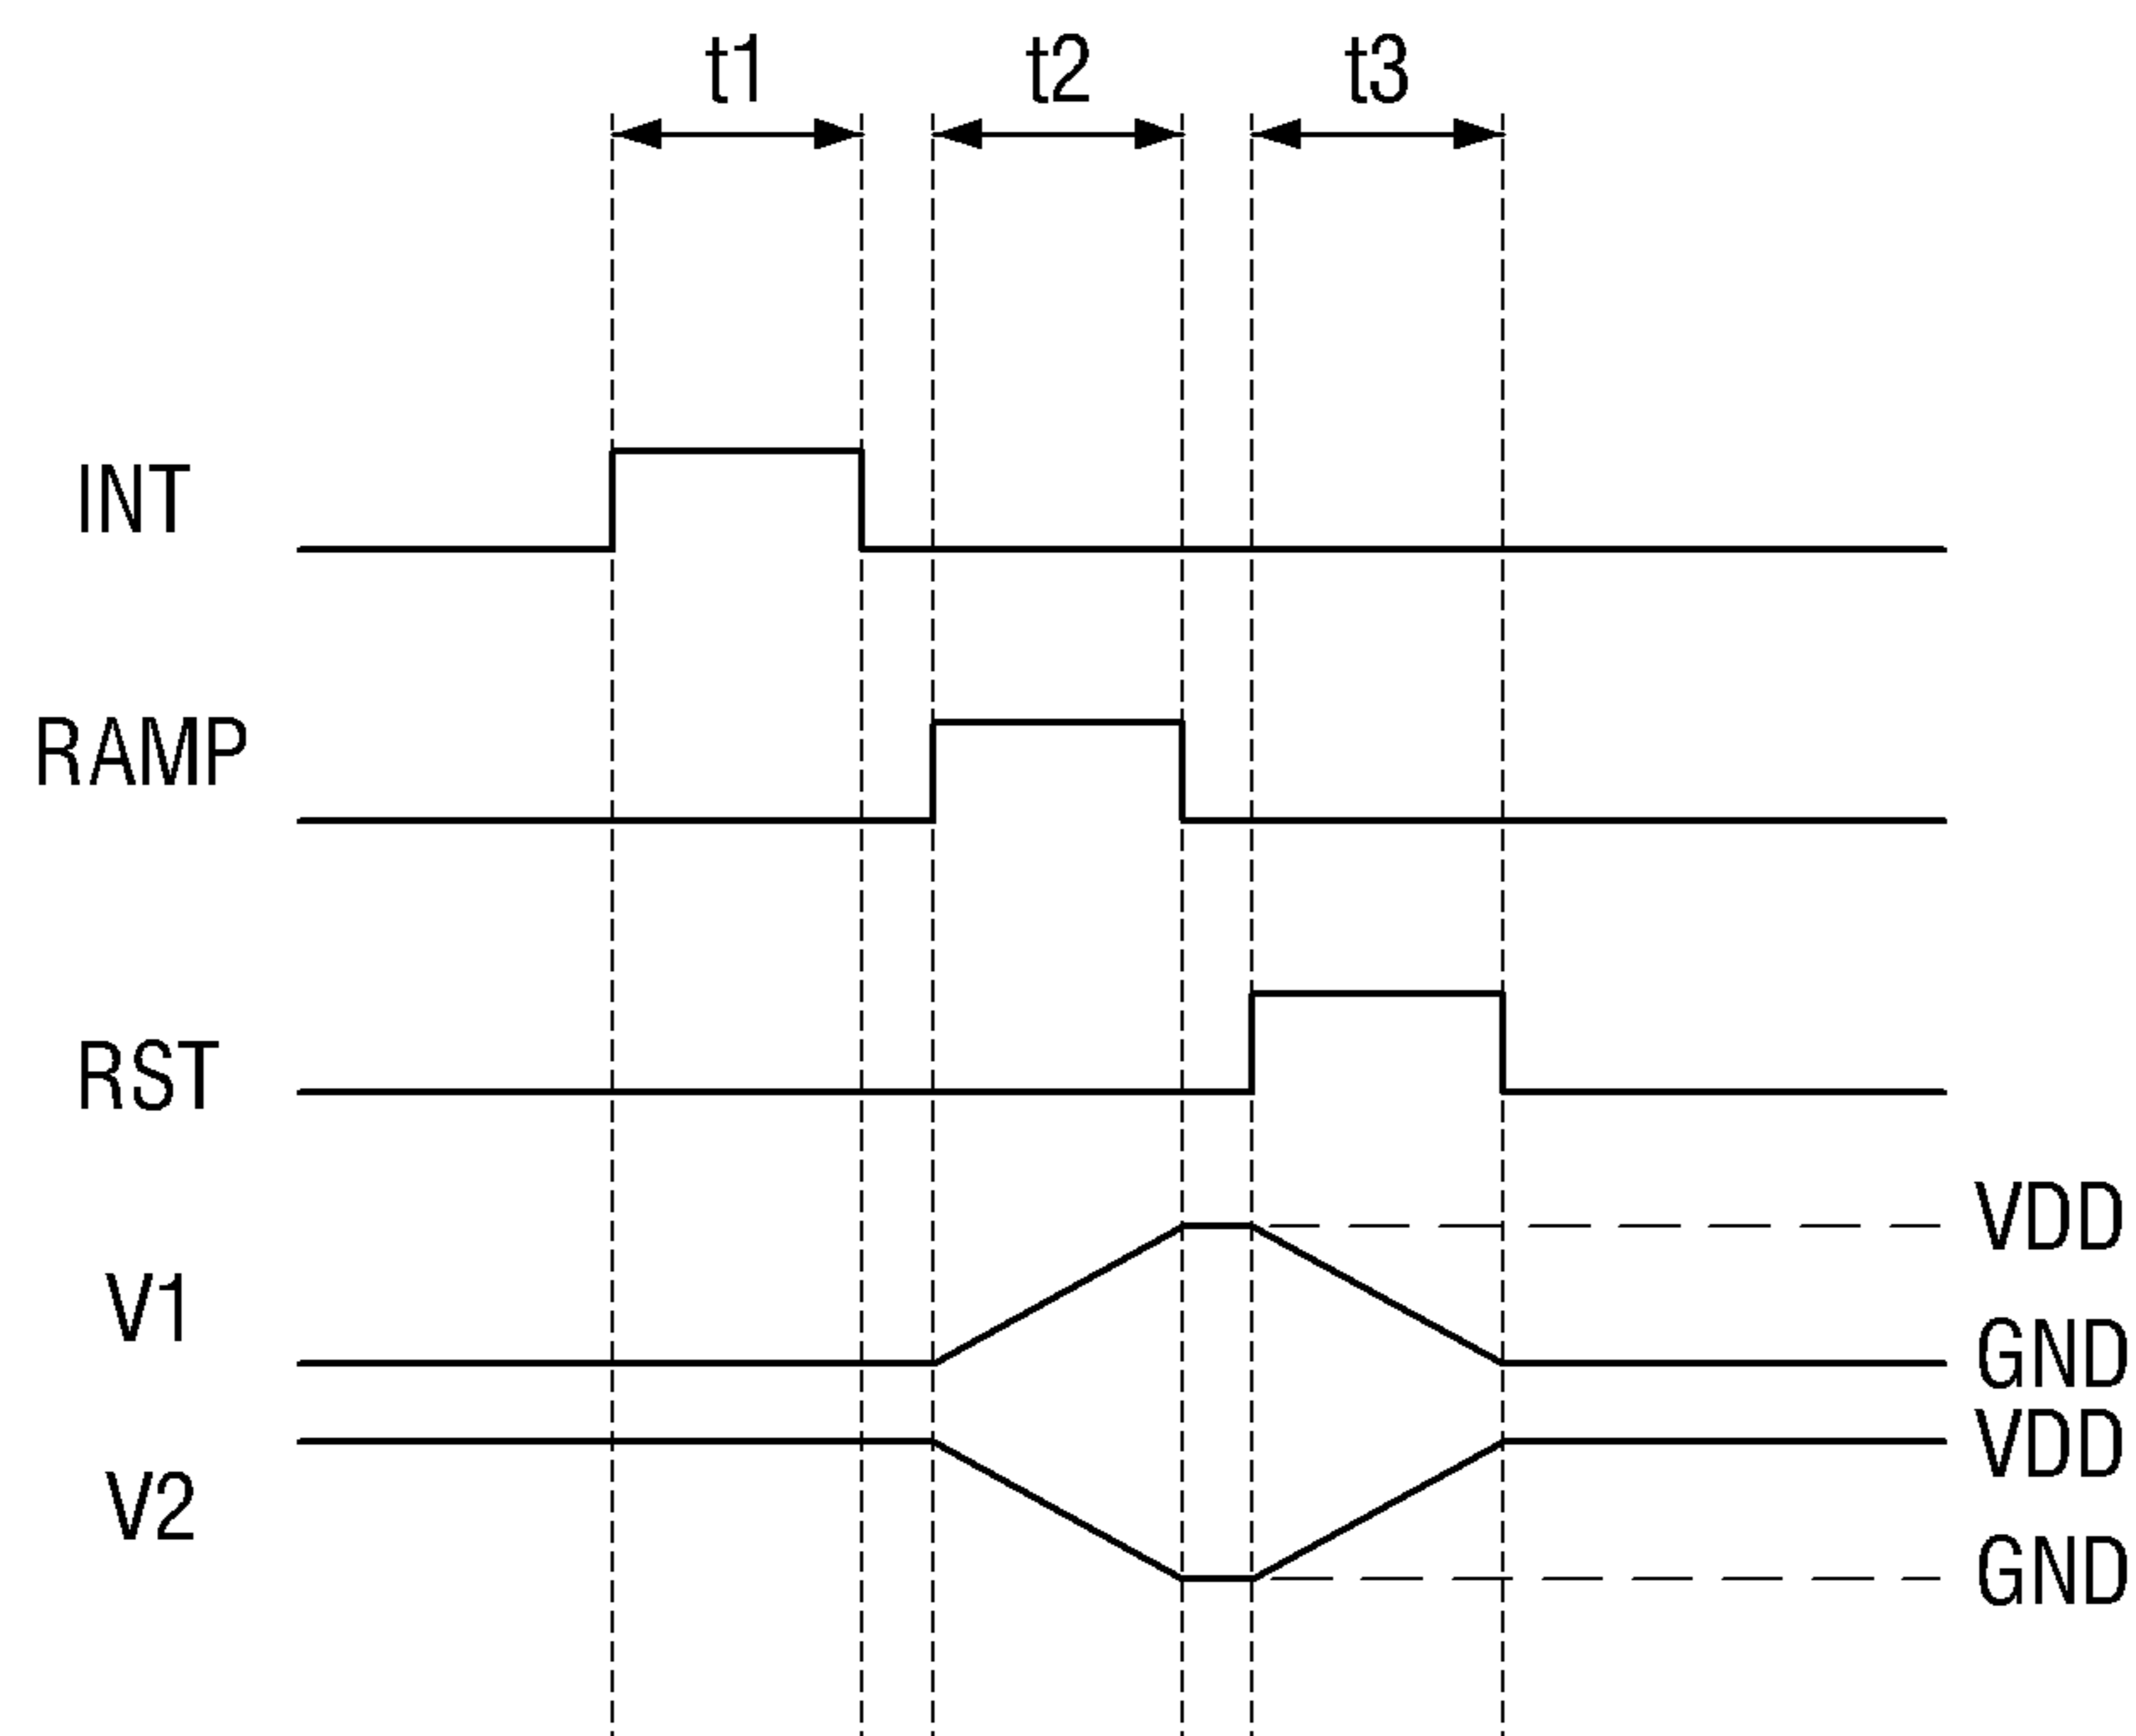 t1 t2 t3
INT
RAMP
RST
VDD
V1
GND
VDD
V2
GND